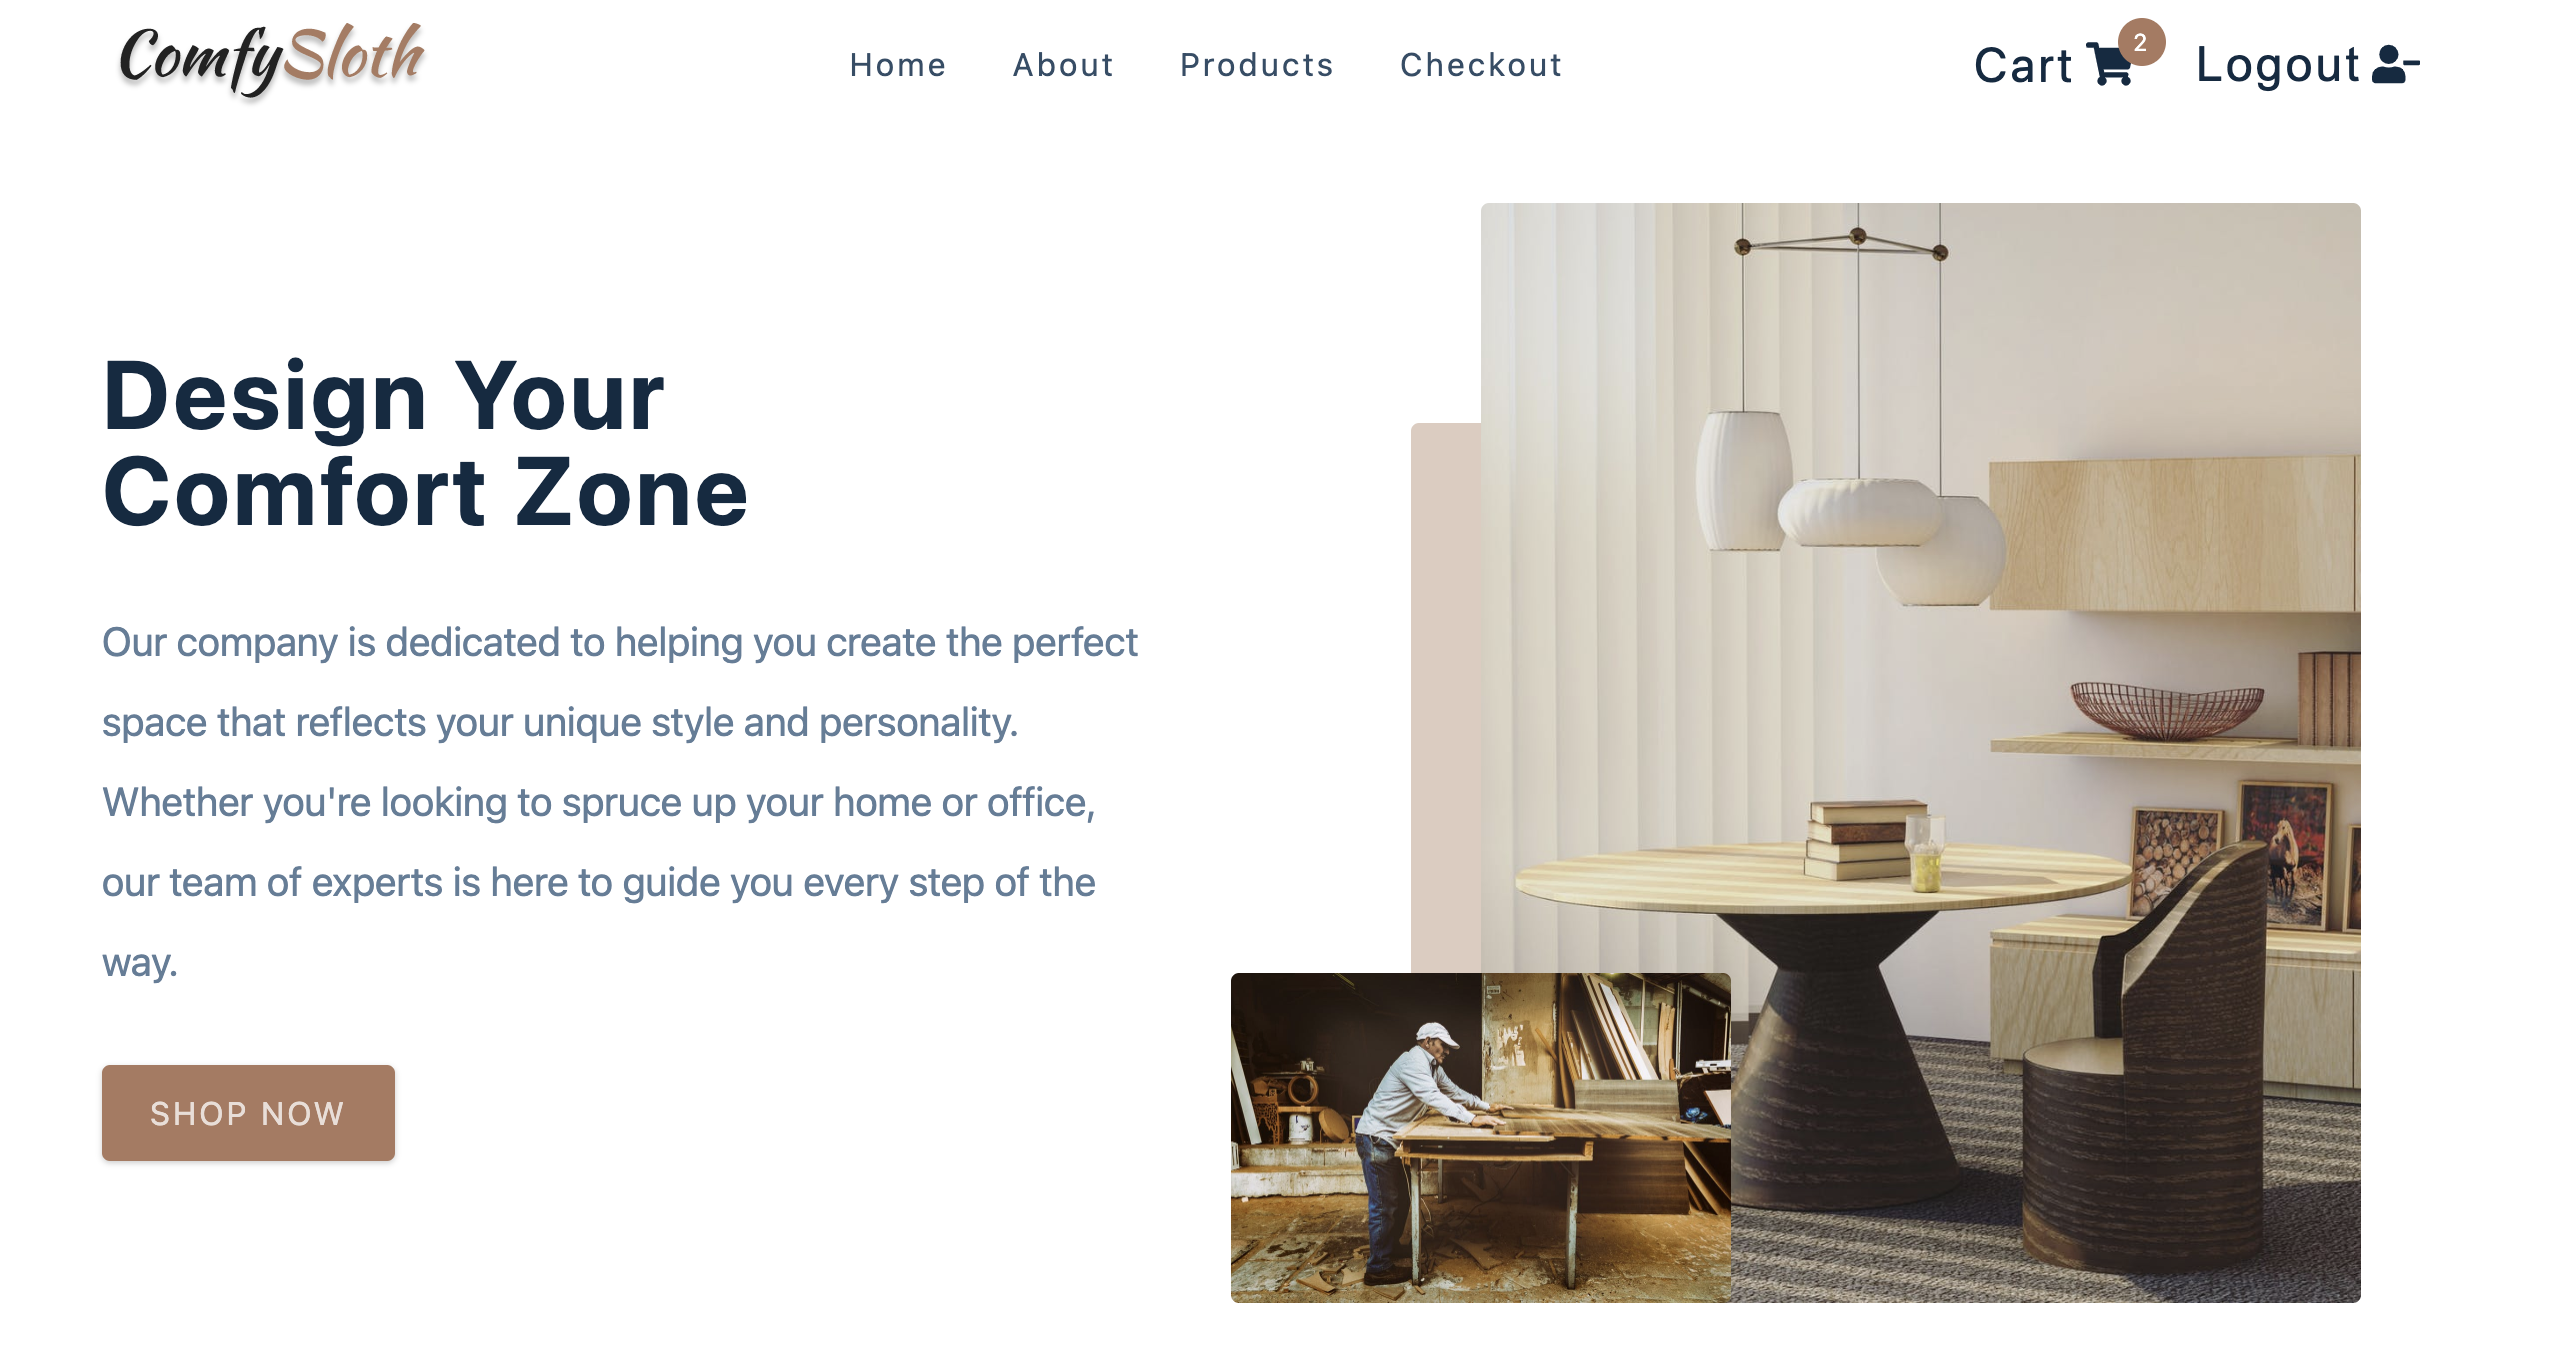 ComfySloth
Home About Products Checkout
Cart 2 Logout
Design Your
Comfort Zone
Our company is dedicated to helping you create the perfect
space that reflects your unique style and personality.
Whether you're looking to spruce up your home or office,
our team of experts is here to guide you every step of the
way.
SHOP NOW